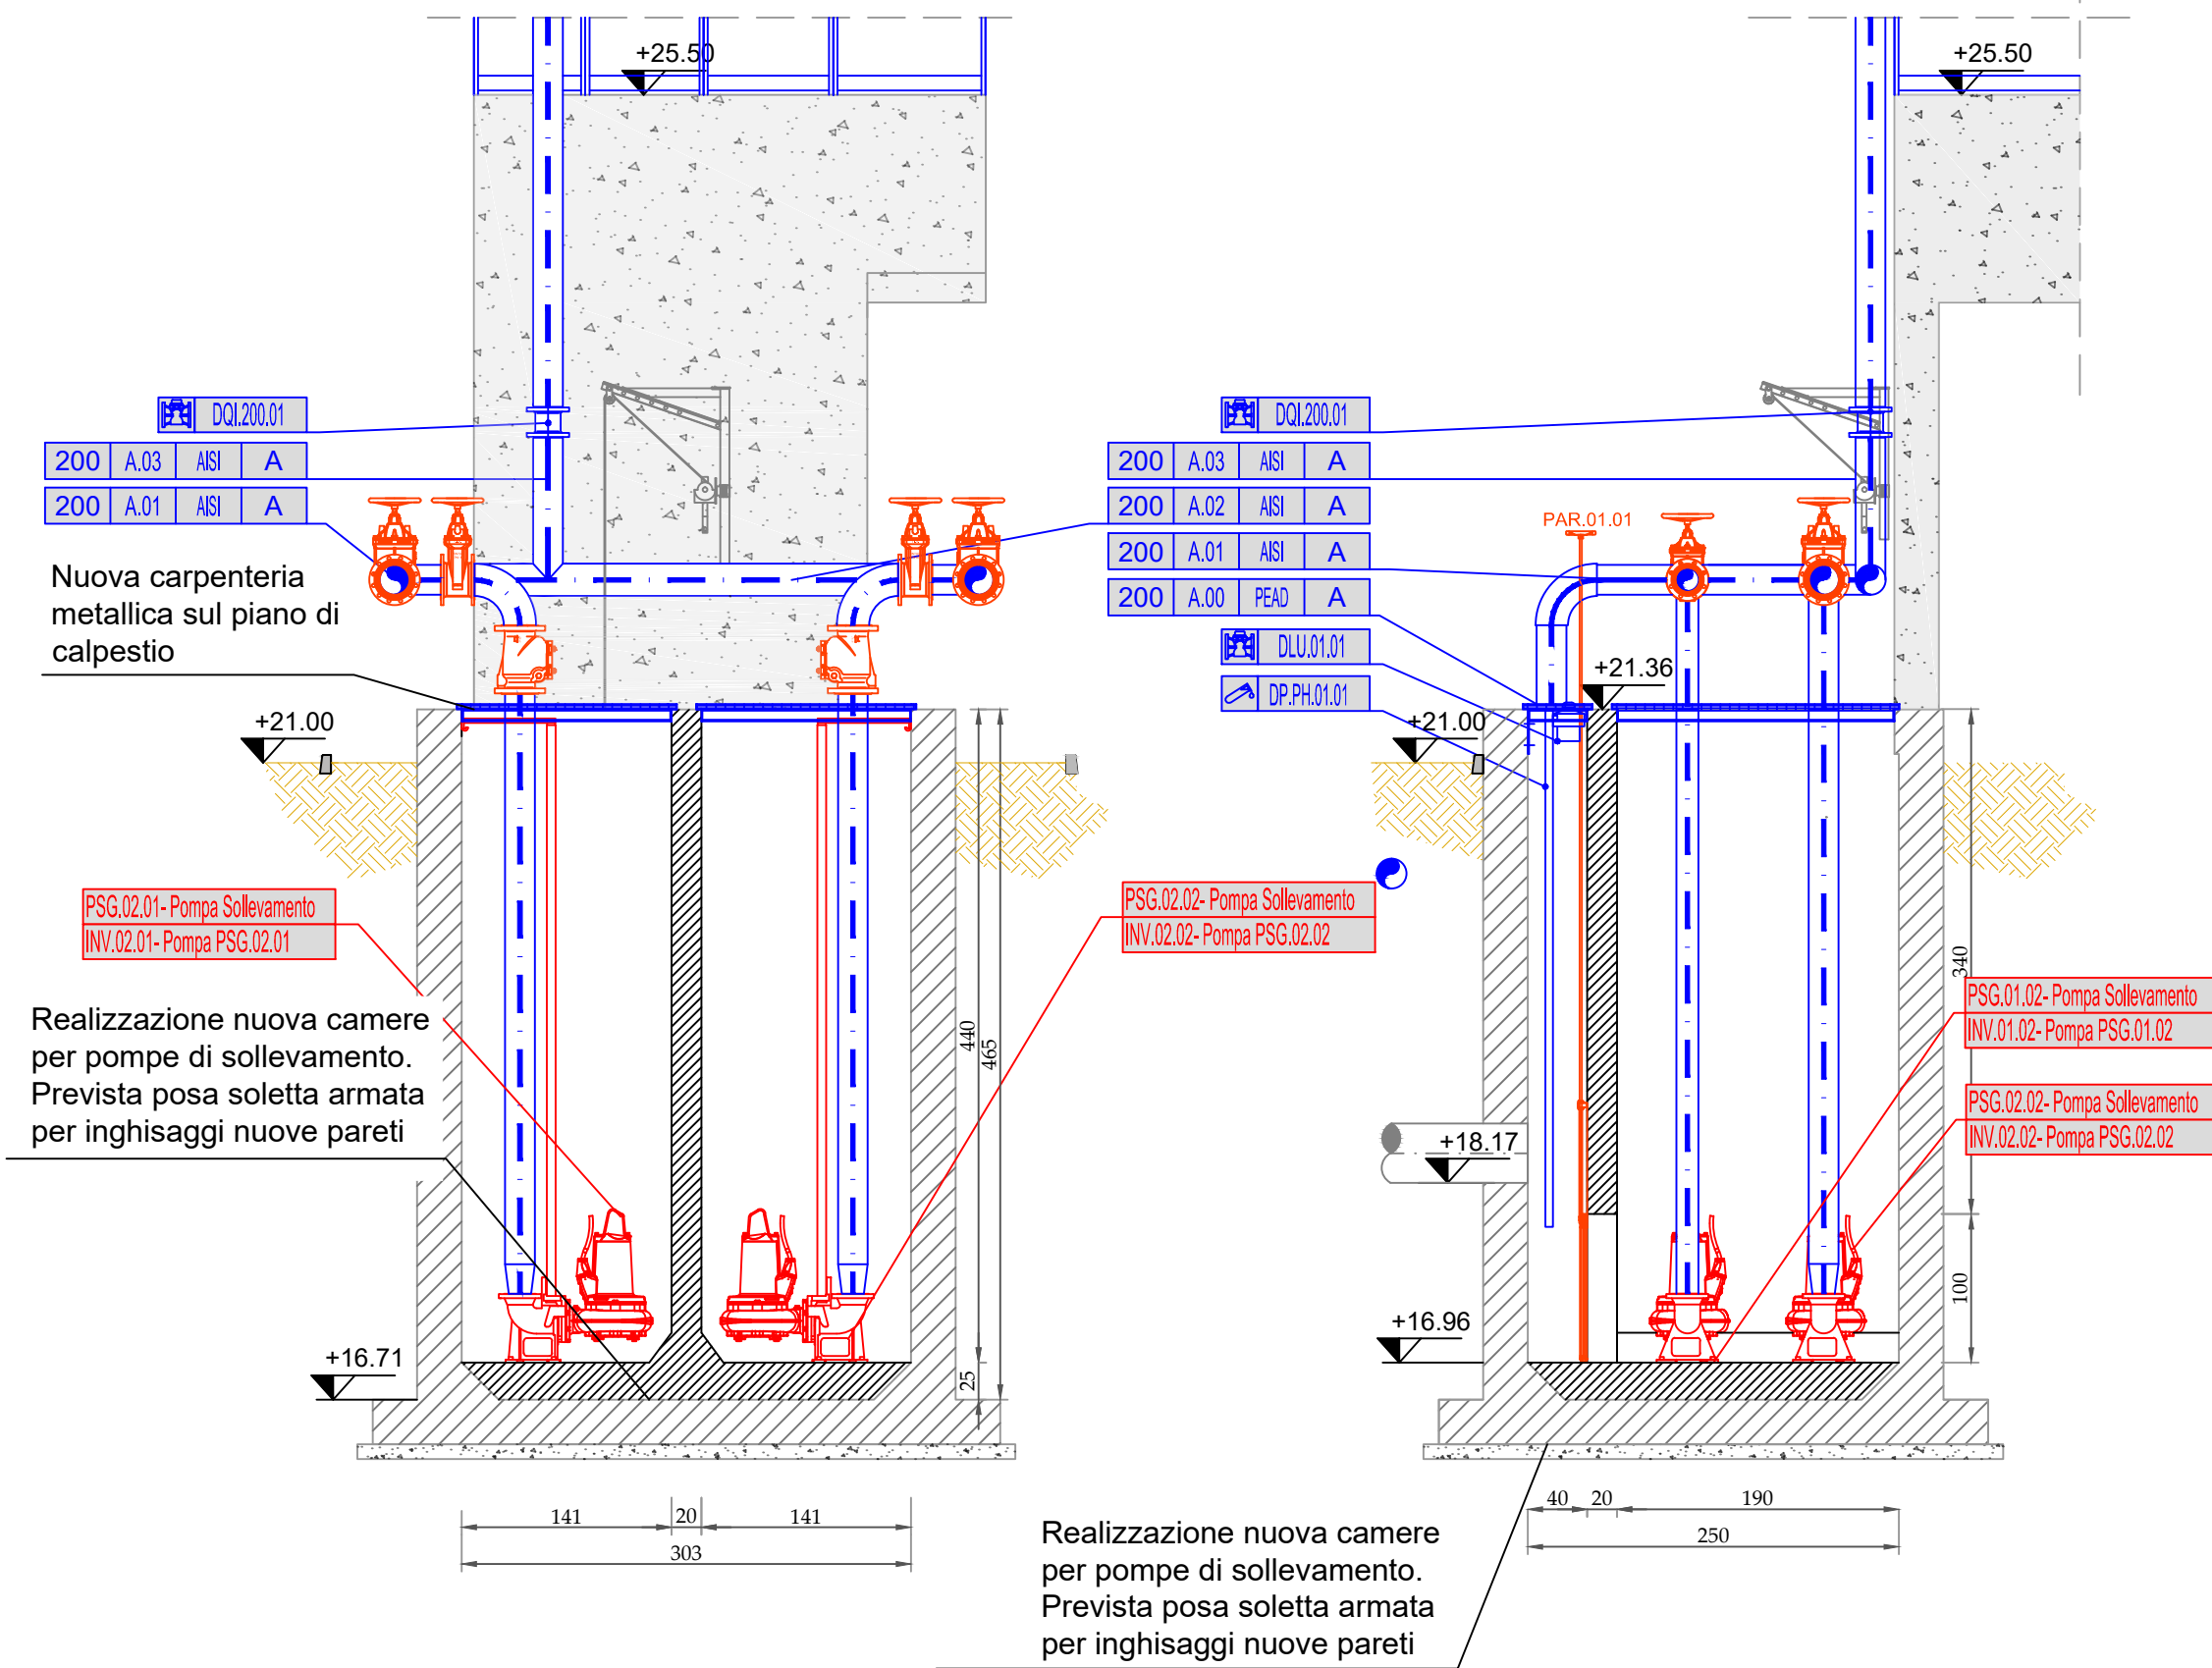 +25.50
DQI.200.01
200 A.03 AISI A
200 A.01 AISI A
Nuova carpenteria
metallica sul piano di
calpestio
+21.00
PSG.02.01- Pompa Sollevamento
INV.02.01- Pompa PSG.02.01
Realizzazione nuova camere
per pompe di sollevamento.
Prevista posa soletta armata
per inghisaggi nuove pareti
+16.71
440
465
25
141 20 141
303
+25.50
DQI.200.01
200 A.03 AISI A
200 A.02 AISI A
200 A.01 AISI A
200 A.00 PEAD A
DLU.01.01
DP.PH.01.01
PAR.01.01
+21.36
+21.00
PSG.02.02- Pompa Sollevamento
INV.02.02- Pompa PSG.02.02
340
PSG.01.02- Pompa Sollevamento
INV.01.02- Pompa PSG.01.02
PSG.02.02- Pompa Sollevamento
INV.02.02- Pompa PSG.02.02
+18.17
100
+16.96
40 20 190
250
Realizzazione nuova camere
per pompe di sollevamento.
Prevista posa soletta armata
per inghisaggi nuove pareti